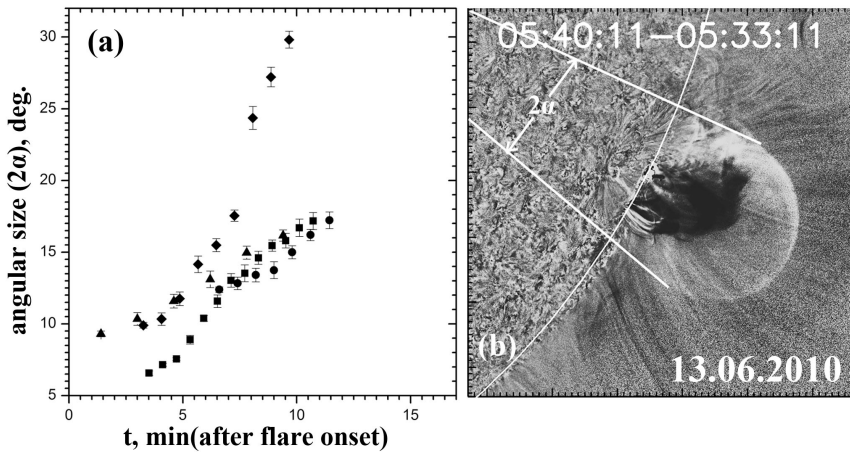 (a)
angular size (2α), deg.
30
25
20
15
10
5
0
5
10
15
t, min(after flare onset)
05:40:11−05:33:11
2α
(b)
13.06.2010